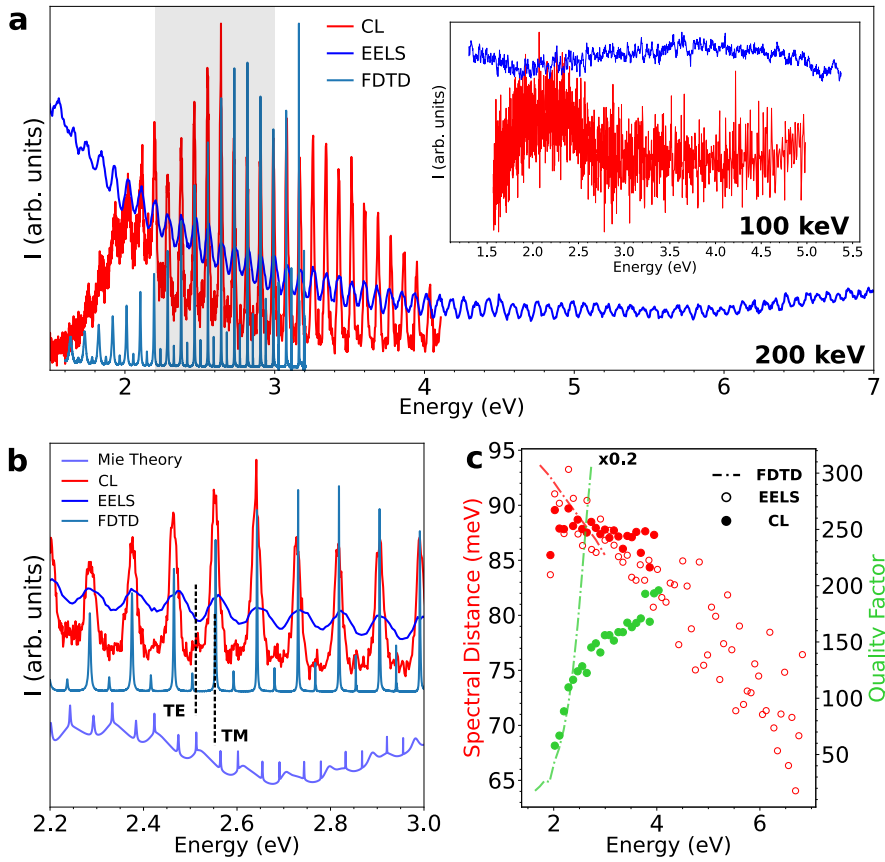 a
CL
EELS
FDTD
I (arb. units)
200 keV
2 3 4 5 6 7
Energy (eV)
I (arb. units)
100 keV
1.5 2.0 2.5 3.0 3.5 4.0 4.5 5.0 5.5
Energy (eV)
b
Mie Theory
CL
EELS
FDTD
I (arb. units)
TE
TM
2.2 2.4 2.6 2.8 3.0
Energy (eV)
c
x0.2
FDTD
EELS
CL
Spectral Distance (meV)
95
90
85
80
75
70
65
Quality Factor
300
250
200
150
100
50
2 4 6
Energy (eV)